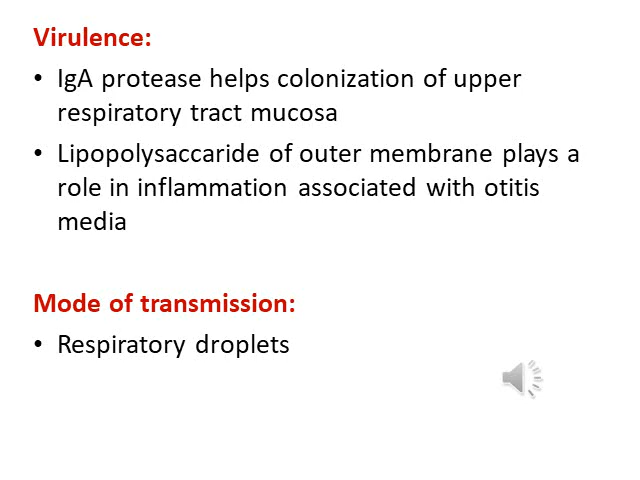 Virulence:
• IgA protease helps colonization of upper
respiratory tract mucosa
• Lipopolysaccaride of outer membrane plays a
role in inflammation associated with otitis
media
Mode of transmission:
• Respiratory droplets